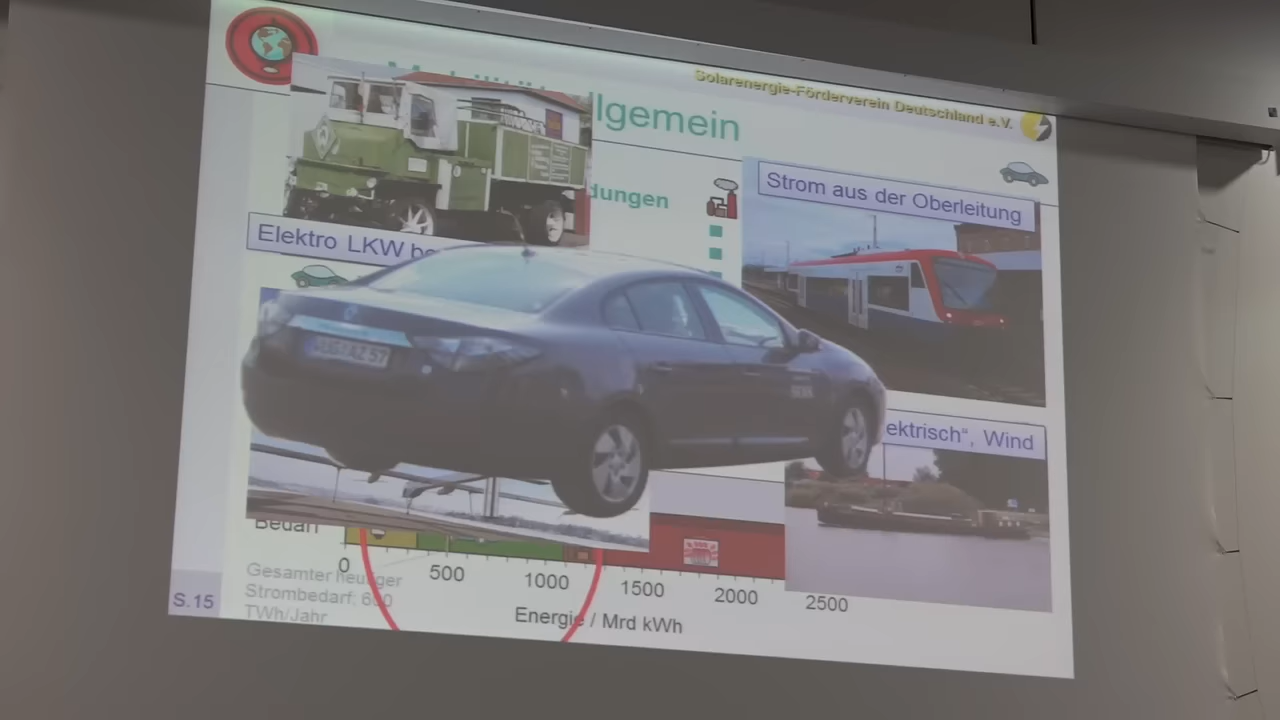 Solarenergie-Förderverein Deutschland e.V.
llgemein
dungen
Strom aus der Oberleitung
Elektro LKW
ektrisch“, Wind
Bedarf
0 500 1000 1500 2000 2500
Gesamter heutiger
Strombedarf: 600
TWh/Jahr
Energie / Mrd kWh
S.15